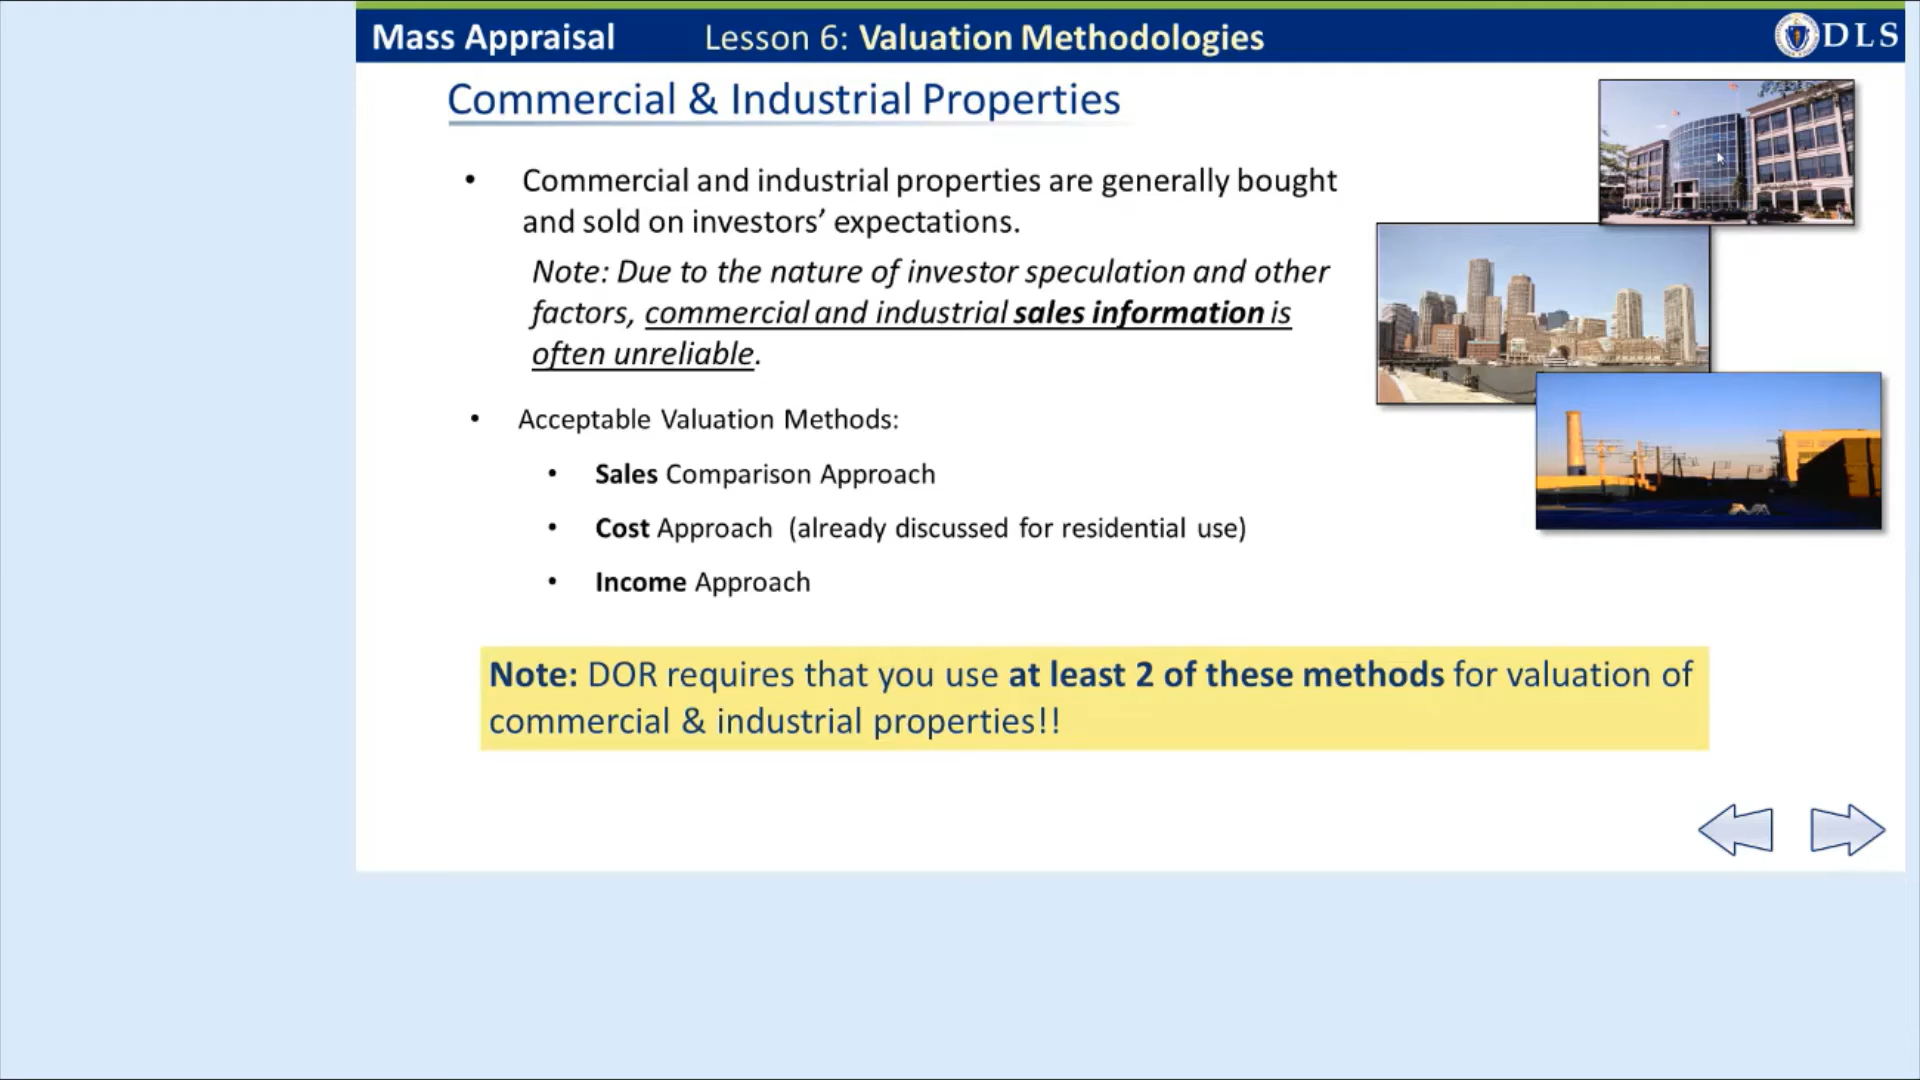 Mass Appraisal Lesson 6: Valuation Methodologies DLS
Commercial & Industrial Properties
• Commercial and industrial properties are generally bought
and sold on investors’ expectations.
Note: Due to the nature of investor speculation and other
factors, commercial and industrial sales information is
often unreliable.
• Acceptable Valuation Methods:
• Sales Comparison Approach
• Cost Approach (already discussed for residential use)
• Income Approach
Note: DOR requires that you use at least 2 of these methods for valuation of
commercial & industrial properties!!